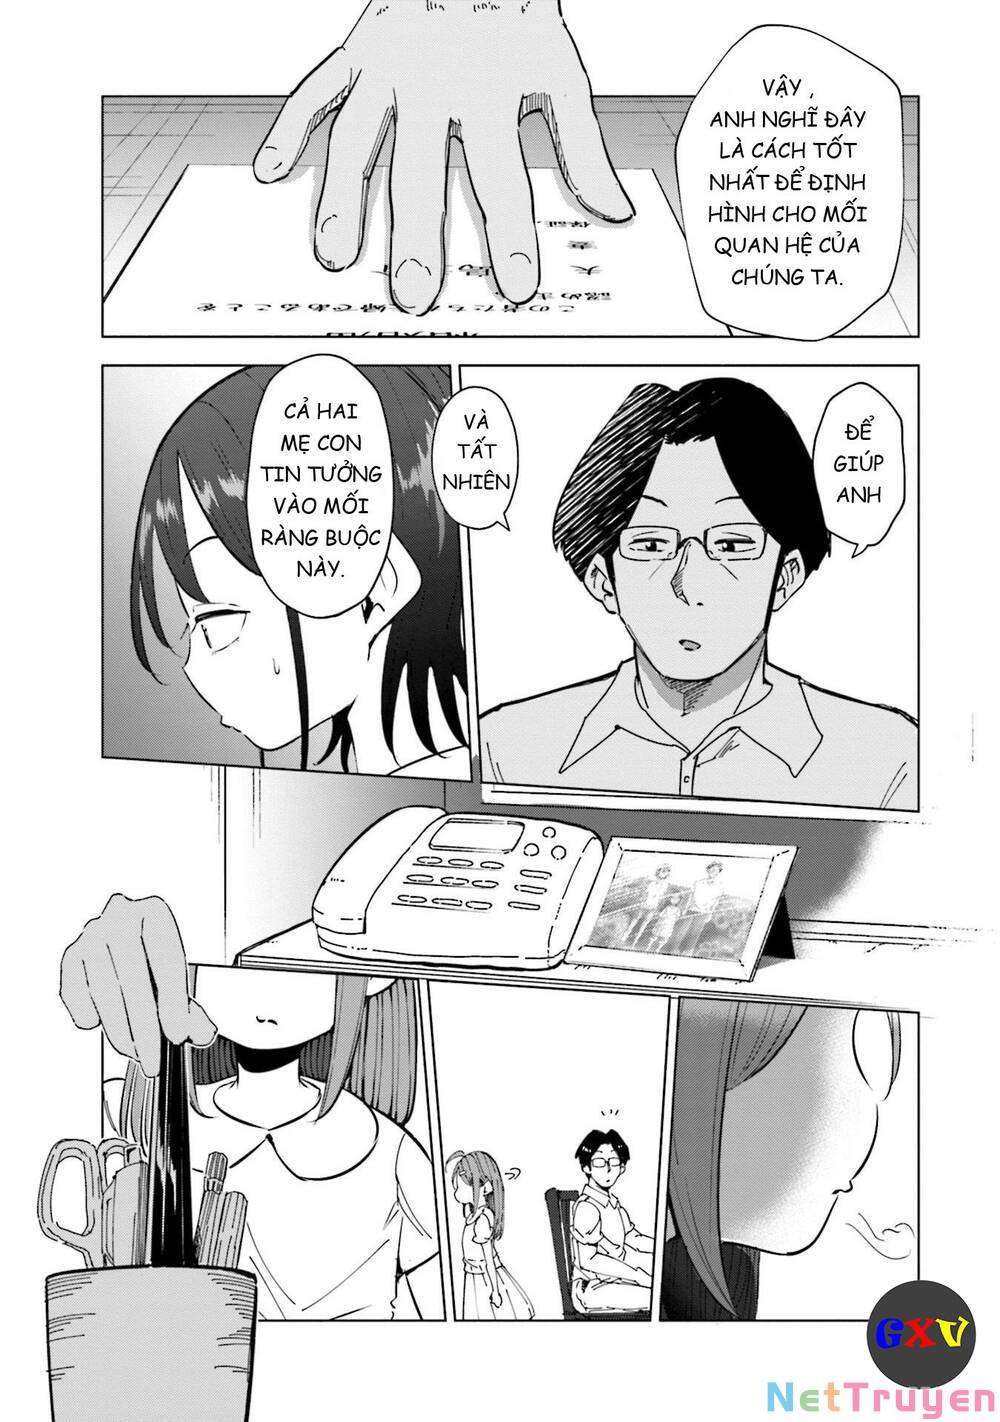 VẬY,
ANH NGHĨ ĐÂY
LÀ CÁCH TỐT
NHẤT ĐỂ ĐỊNH
HÌNH CHO MỐI
QUAN HỆ CỦA
CHÚNG TA.
ĐỂ
GIÚP
ANH
VÀ
TẤT
NHIÊN
CẢ HAI
MẸ CON
TIN TƯỞNG
VÀO MỐI
RÀNG BUỘC
NÀY.
GXV
NetTruyen